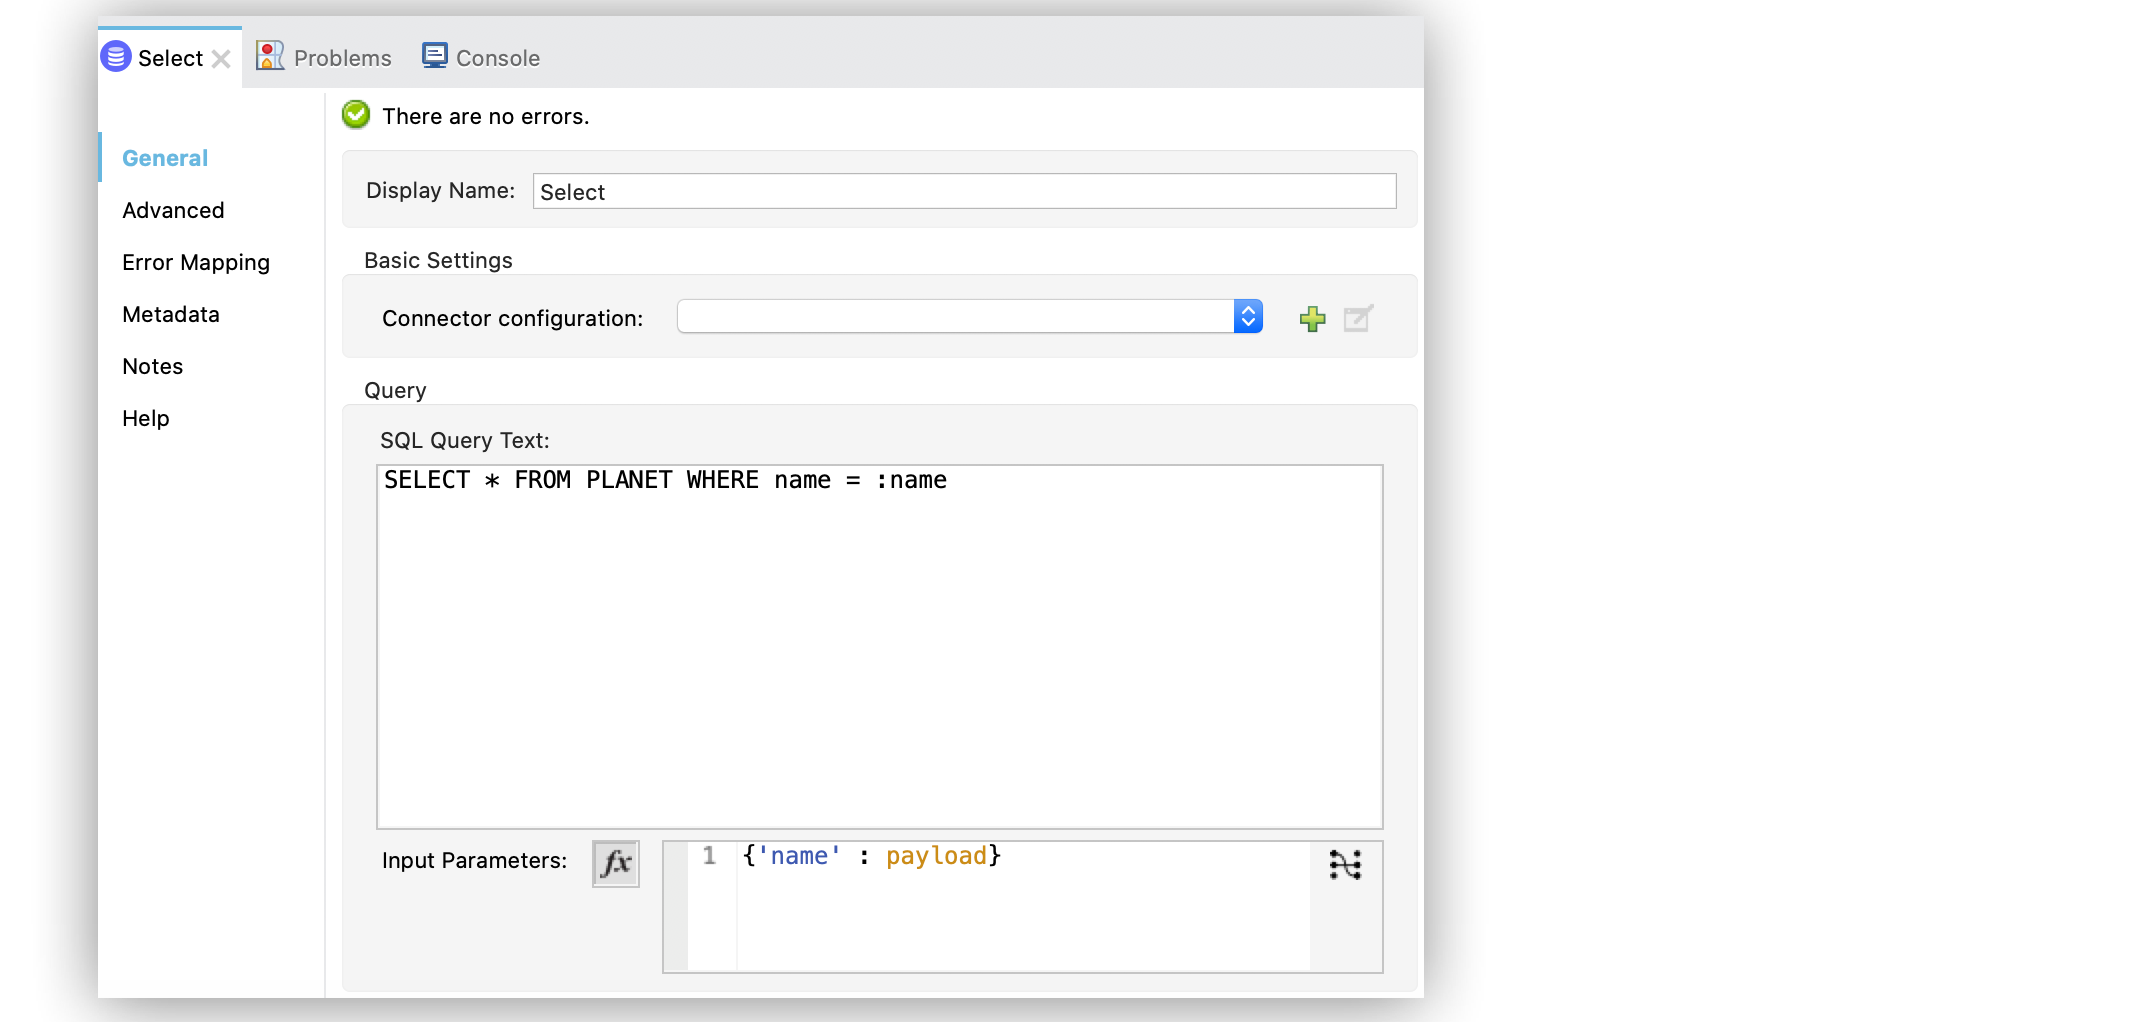 Select Problems Console
There are no errors.
General
Advanced
Error Mapping
Metadata
Notes
Help
Display Name: Select
Basic Settings
Connector configuration:
Query
SQL Query Text:
SELECT * FROM PLANET WHERE name = :name
Input Parameters: fx 1 {'name' : payload}